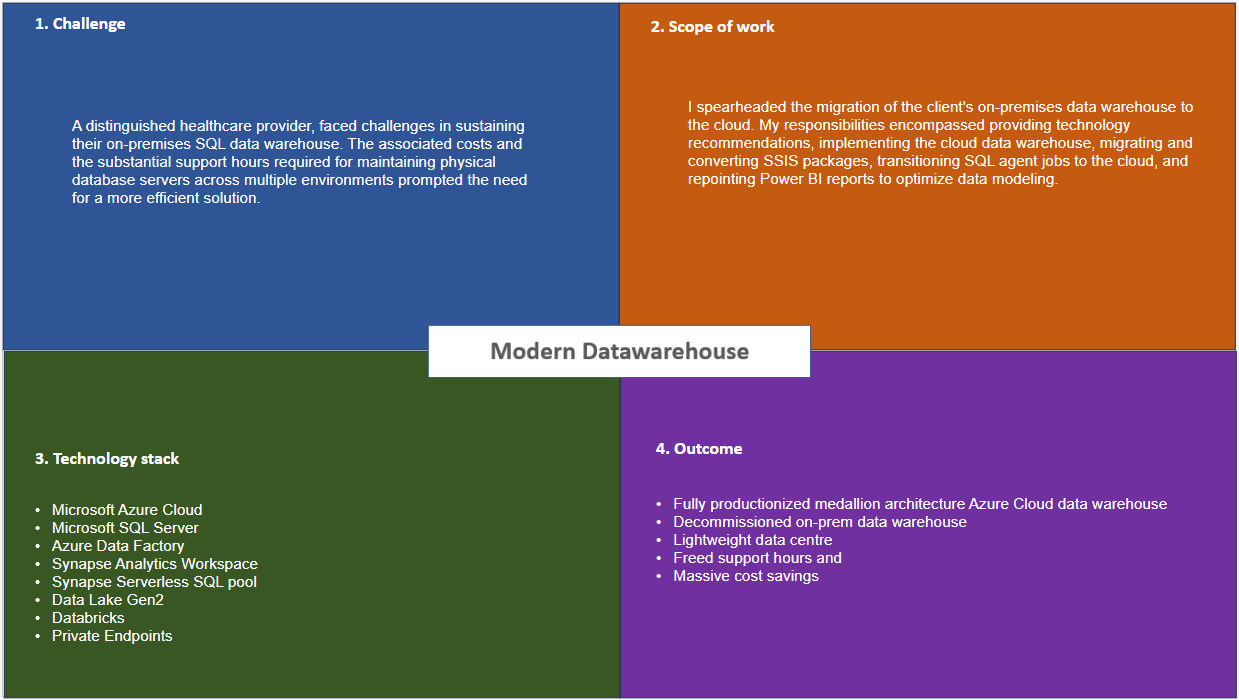 1. Challenge
A distinguished healthcare provider, faced challenges in sustaining
their on-premises SQL data warehouse. The associated costs and
the substantial support hours required for maintaining physical
database servers across multiple environments prompted the need
for a more efficient solution.
2. Scope of work
I spearheaded the migration of the client's on-premises data warehouse to
the cloud. My responsibilities encompassed providing technology
recommendations, implementing the cloud data warehouse, migrating and
converting SSIS packages, transitioning SQL agent jobs to the cloud, and
repointing Power BI reports to optimize data modeling.
Modern Datawarehouse
3. Technology stack
• Microsoft Azure Cloud
• Microsoft SQL Server
• Azure Data Factory
• Synapse Analytics Workspace
• Synapse Serverless SQL pool
• Data Lake Gen2
• Databricks
• Private Endpoints
4. Outcome
• Fully productionized medallion architecture Azure Cloud data warehouse
• Decommissioned on-prem data warehouse
• Lightweight data centre
• Freed support hours and
• Massive cost savings